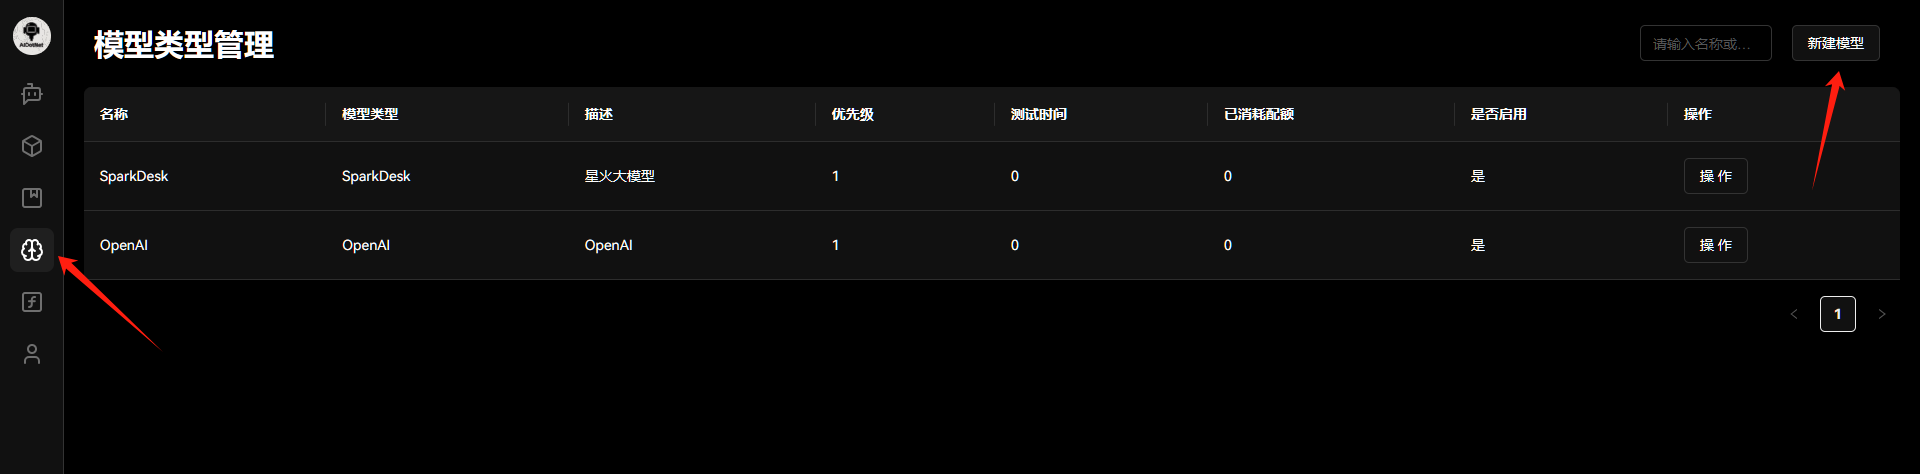 AIDotNet
模型类型管理
请输入名称或...
新建模型
名称 模型类型 描述 优先级 测试时间 已消耗配额 是否启用 操作
SparkDesk SparkDesk 星火大模型 1 0 0 是 操 作
OpenAI OpenAI OpenAI 1 0 0 是 操 作
1